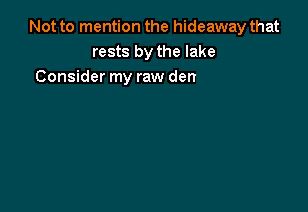 Not to mention the hideaway that
rests by the lake
Consider my raw den